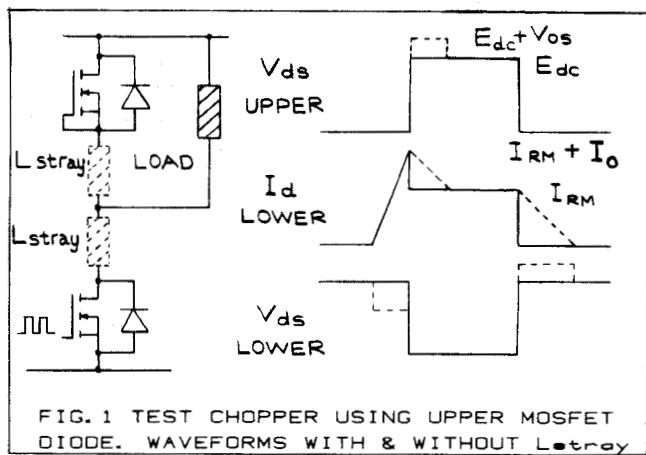 Vds
UPPER
Edc+Vos
Edc
Lstray
LOAD
IRM + Io
Id
LOWER
IRM
Lstray
Vds
LOWER
FIG. 1 TEST CHOPPER USING UPPER MOSFET
DIODE. WAVEFORMS WITH & WITHOUT Lstray